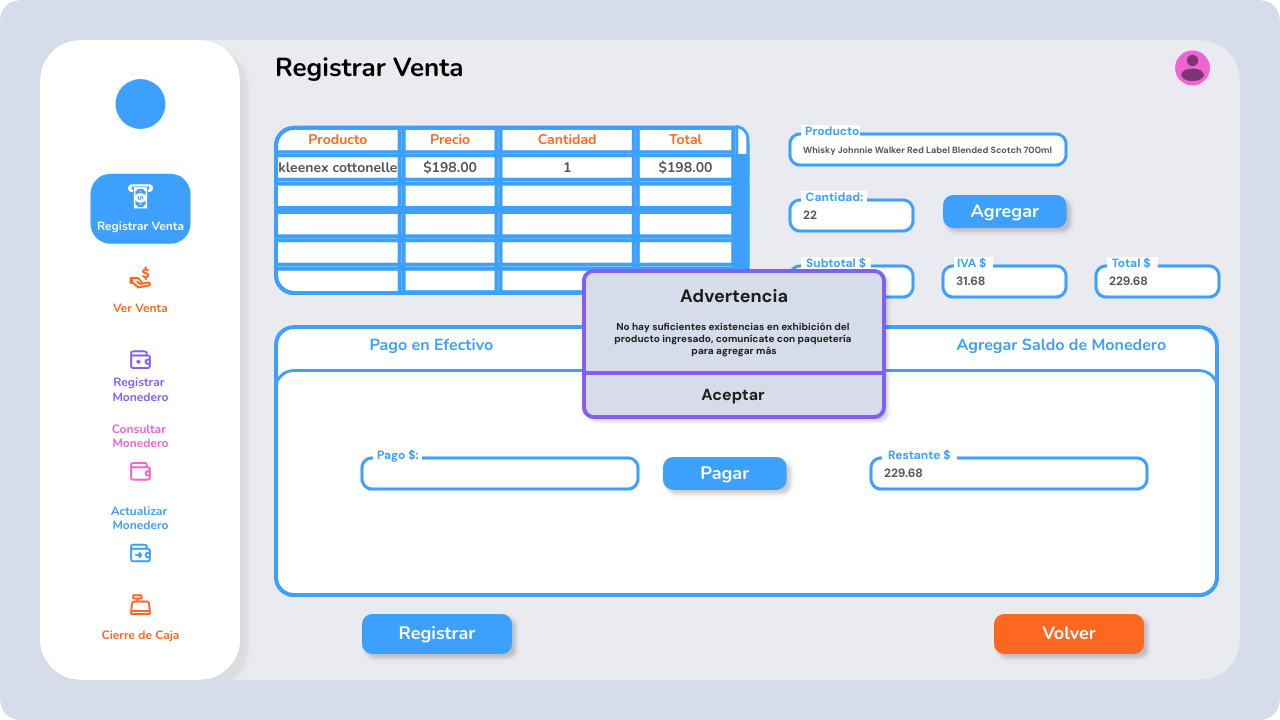 Registrar Venta
Registrar Venta
Ver Venta
Registrar
Monedero
Consultar
Monedero
Actualizar
Monedero
Cierre de Caja
Producto Precio Cantidad Total
kleenex cottonelle $198.00 1 $198.00
Producto
Whisky Johnnie Walker Red Label Blended Scotch 700ml
Cantidad:
22
Agregar
Subtotal $ IVA $ Total $
31.68 229.68
Advertencia
No hay suficientes existencias en exhibición del
producto ingresado, comunicate con paquetería
para agregar más
Aceptar
Pago en Efectivo
Agregar Saldo de Monedero
Pago $:
Pagar
Restante $
229.68
Registrar
Volver